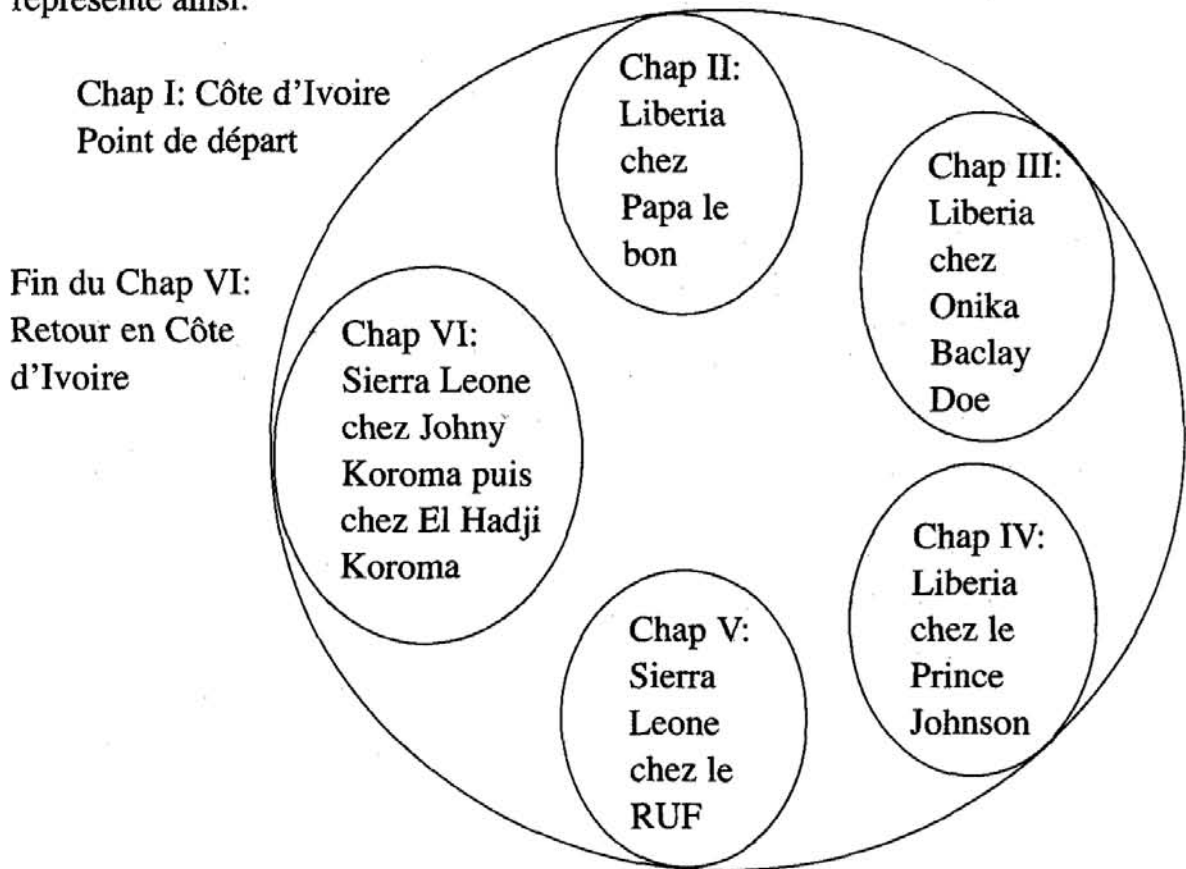 représenté ainsi:
Chap I: Côte d'Ivoire
Point de départ
Chap II:
Liberia
chez
Papa le
bon
Chap III:
Liberia
chez
Onika
Baclay
Doe
Chap IV:
Liberia
chez le
Prince
Johnson
Chap V:
Sierra
Leone
chez le
RUF
Chap VI:
Sierra Leone
chez Johny
Koroma puis
chez El Hadji
Koroma
Fin du Chap VI:
Retour en Côte
d'Ivoire